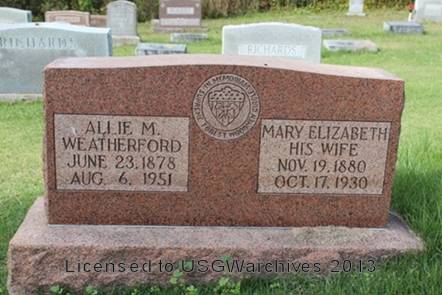 RICHARDS
RICHARDS
ALLIE M.
WEATHERFORD
JUNE 23, 1878
AUG. 6, 1951
MARY ELIZABETH
HIS WIFE
NOV. 19, 1880
OCT. 17, 1930
Licensed to USGWarchives 2013